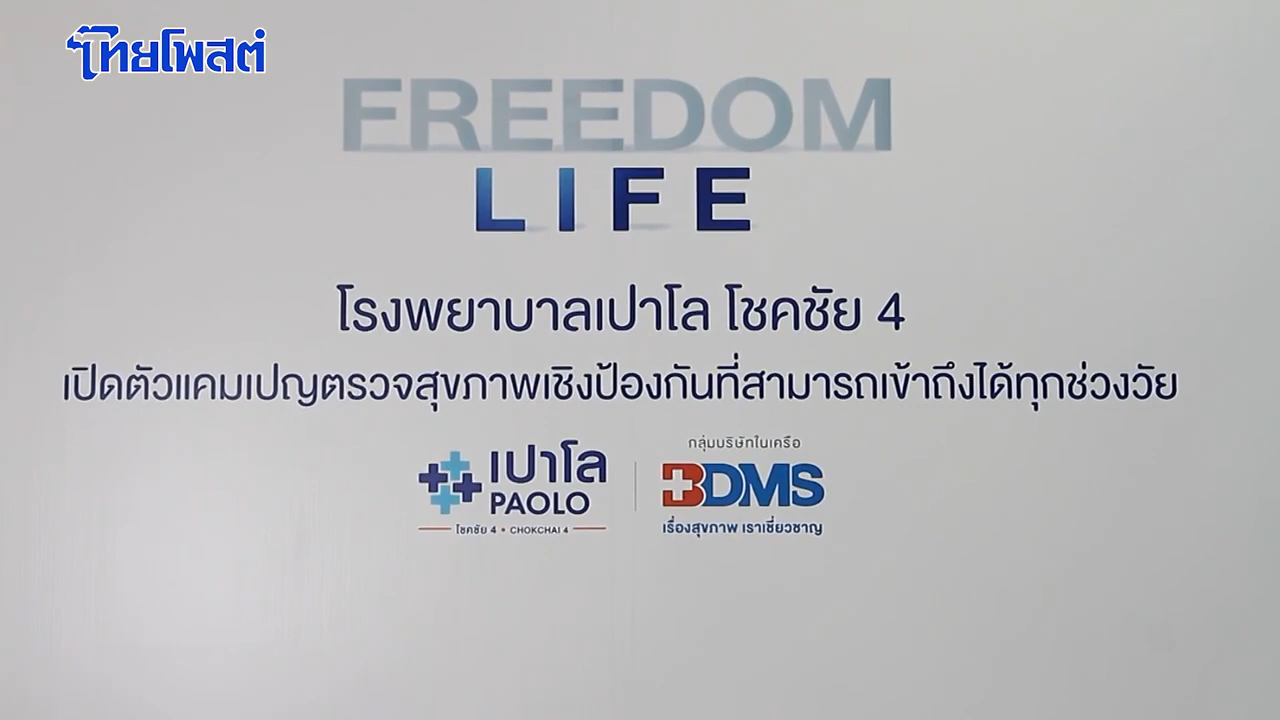 ไทยโพสต์
FREEDOM
LIFE
โรงพยาบาลเปาโล โชคชัย 4
เปิดตัวแคมเปญตรวจสุขภาพเชิงป้องกันที่สามารถเข้าถึงได้ทุกช่วงวัย
กลุ่มบริษัทในเครือ
เปาโล
PAOLO
BDMS
โชคชัย 4 • CHOKCHAI 4
เรื่องสุขภาพ เราเชี่ยวชาญ